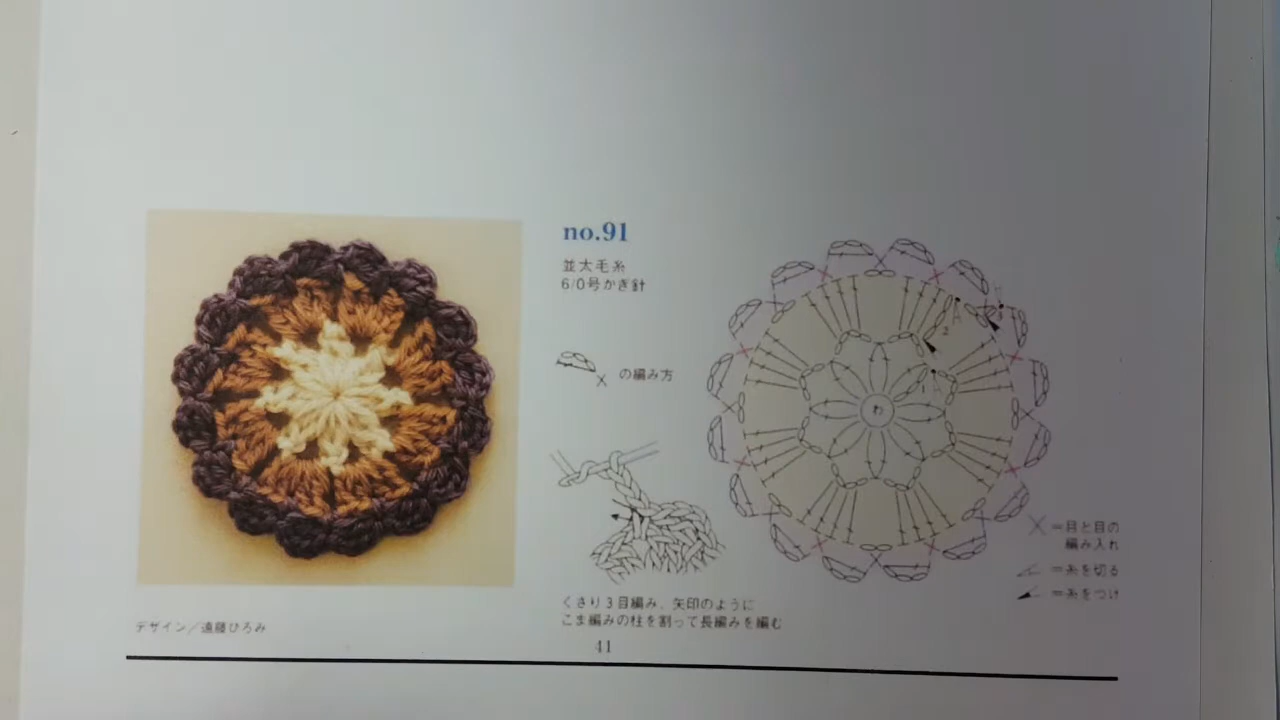 no.91
並太毛糸
6/0号かぎ針
の編み方
わ
2
くさり3目編み、矢印のように
こま編みの柱を割って長編みを編む
=目と目の
編み入れ
=糸を切る
=糸をつけ
デザイン/遠藤ひろみ
41